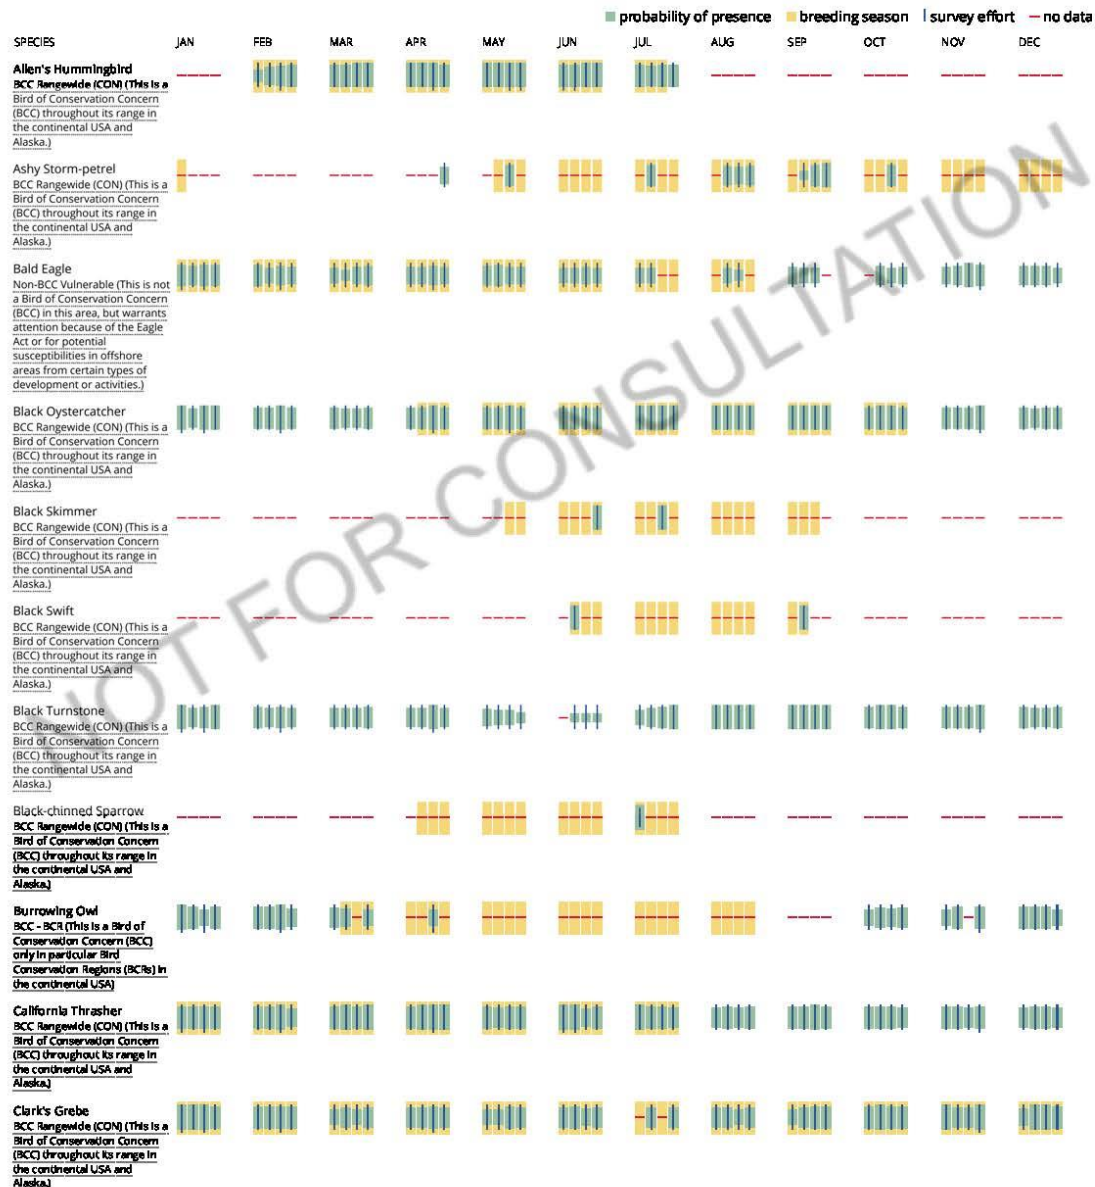 probability of presence breeding season survey effort no data
SPECIES JAN FEB MAR APR MAY JUN JUL AUG SEP OCT NOV DEC
Allen's Hummingbird
BCC Rangewide (CON) (This is a
Bird of Conservation Concern
(BCC) throughout its range in
the continental USA and
Alaska.)
Ashy Storm-petrel
BCC Rangewide (CON) (This is a
Bird of Conservation Concern
(BCC) throughout its range in
the continental USA and
Alaska.)
Bald Eagle
Non-BCC Vulnerable (This is not
a Bird of Conservation Concern
(BCC) in this area, but warrants
attention because of the Eagle
Act or for potential
susceptibilities in offshore
areas from certain types of
development or activities.)
Black Oystercatcher
BCC Rangewide (CON) (This is a
Bird of Conservation Concern
(BCC) throughout its range in
the continental USA and
Alaska.)
Black Skimmer
BCC Rangewide (CON) (This is a
Bird of Conservation Concern
(BCC) throughout its range in
the continental USA and
Alaska.)
Black Swift
BCC Rangewide (CON) (This is a
Bird of Conservation Concern
(BCC) throughout its range in
the continental USA and
Alaska.)
Black Turnstone
BCC Rangewide (CON) (This is a
Bird of Conservation Concern
(BCC) throughout its range in
the continental USA and
Alaska.)
Black-chinned Sparrow
BCC Rangewide (CON) (This is a
Bird of Conservation Concern
(BCC) throughout its range in
the continental USA and
Alaska.)
Burrowing Owl
BCC - BCR (This is a Bird of
Conservation Concern (BCC)
only in particular Bird
Conservation Regions (BCRs) in
the continental USA)
California Thrasher
BCC Rangewide (CON) (This is a
Bird of Conservation Concern
(BCC) throughout its range in
the continental USA and
Alaska.)
Clark's Grebe
BCC Rangewide (CON) (This is a
Bird of Conservation Concern
(BCC) throughout its range in
the continental USA and
Alaska.)
NOT FOR CONSULTATION